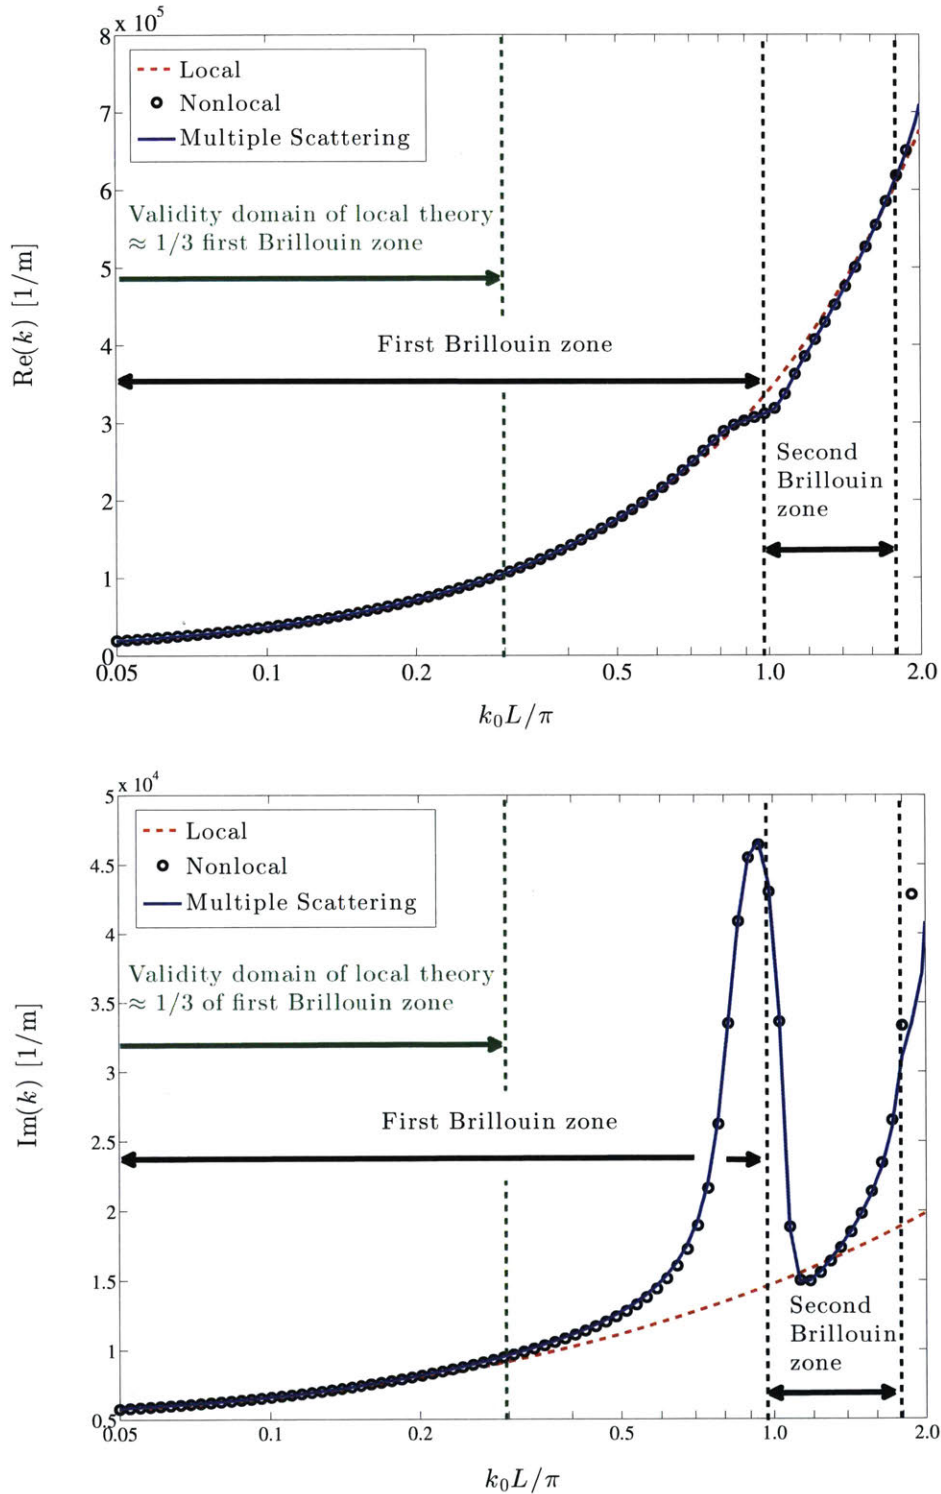 8 x 10⁵
Local
Nonlocal
Multiple Scattering
7
6
Validity domain of local theory
≈ 1/3 first Brillouin zone
5
4
First Brillouin zone
3
Second
Brillouin
zone
2
1
0
Re(k) [1/m]
0.05 0.1 0.2 0.5 1.0 2.0
k₀L/π
5 x 10⁴
Local
Nonlocal
Multiple Scattering
4.5
4
Validity domain of local theory
≈ 1/3 of first Brillouin zone
3.5
3
First Brillouin zone
2.5
2
1.5
Second
Brillouin
zone
1
0.5
Im(k) [1/m]
0.05 0.1 0.2 0.5 1.0 2.0
k₀L/π